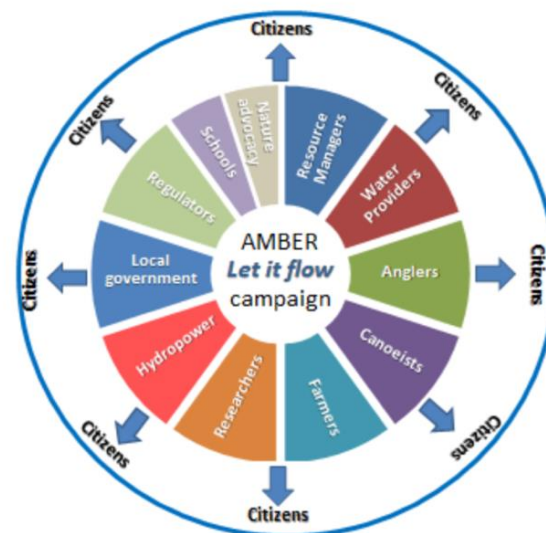 Citizens
Citizens
Citizens
Citizens
Citizens
Citizens
Citizens
Citizens
Resource
Managers
Water
Providers
Anglers
Canoeists
Farmers
Researchers
Hydropower
Local
government
Regulators
Schools
Nature
advocacy
AMBER
Let it flow
campaign